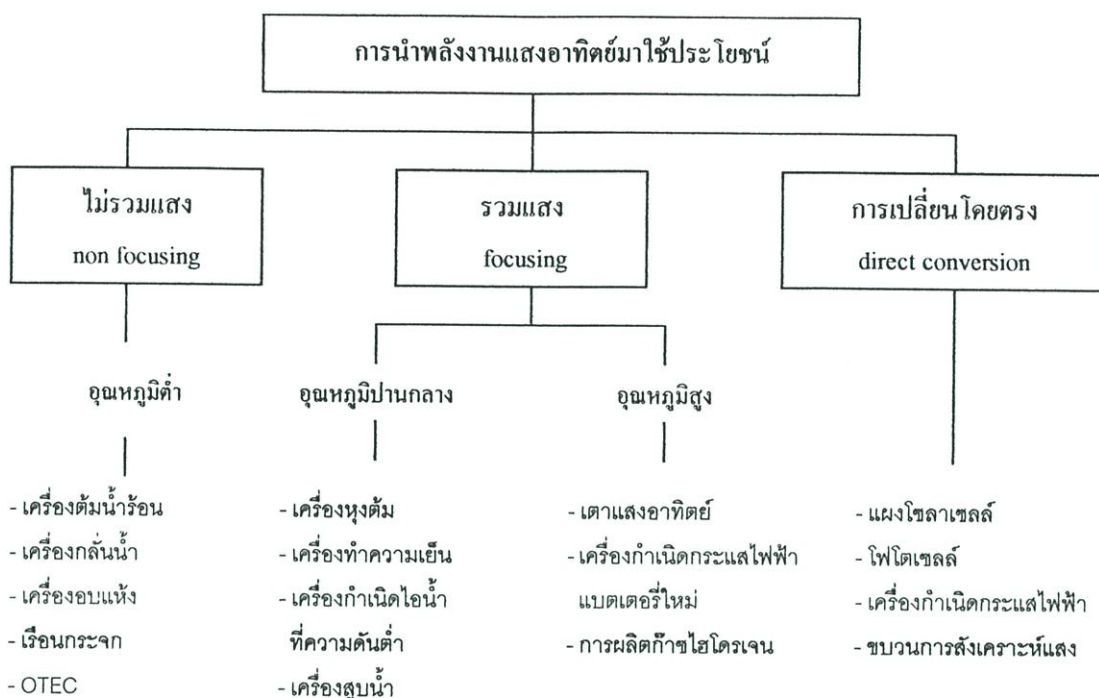 การนำพลังงานแสงอาทิตย์มาใช้ประโยชน์
ไม่รวมแสง
non focusing
รวมแสง
focusing
การเปลี่ยนโดยตรง
direct conversion
อุณหภูมิต่ำ
- เครื่องต้มน้ำร้อน
- เครื่องกลั่นน้ำ
- เครื่องอบแห้ง
- เรือนกระจก
- OTEC
อุณหภูมิปานกลาง
- เครื่องหุงต้ม
- เครื่องทำความเย็น
- เครื่องกำเนิดไอน้ำ
ที่ความดันต่ำ
- เครื่องสูบน้ำ
อุณหภูมิสูง
- เตาแสงอาทิตย์
- เครื่องกำเนิดกระแสไฟฟ้า
แบตเตอรี่ใหม่
- การผลิตก๊าซไฮโดรเจน
- แผงโซลาเซลล์
- โฟโตเซลล์
- เครื่องกำเนิดกระแสไฟฟ้า
- ขบวนการสังเคราะห์แสง